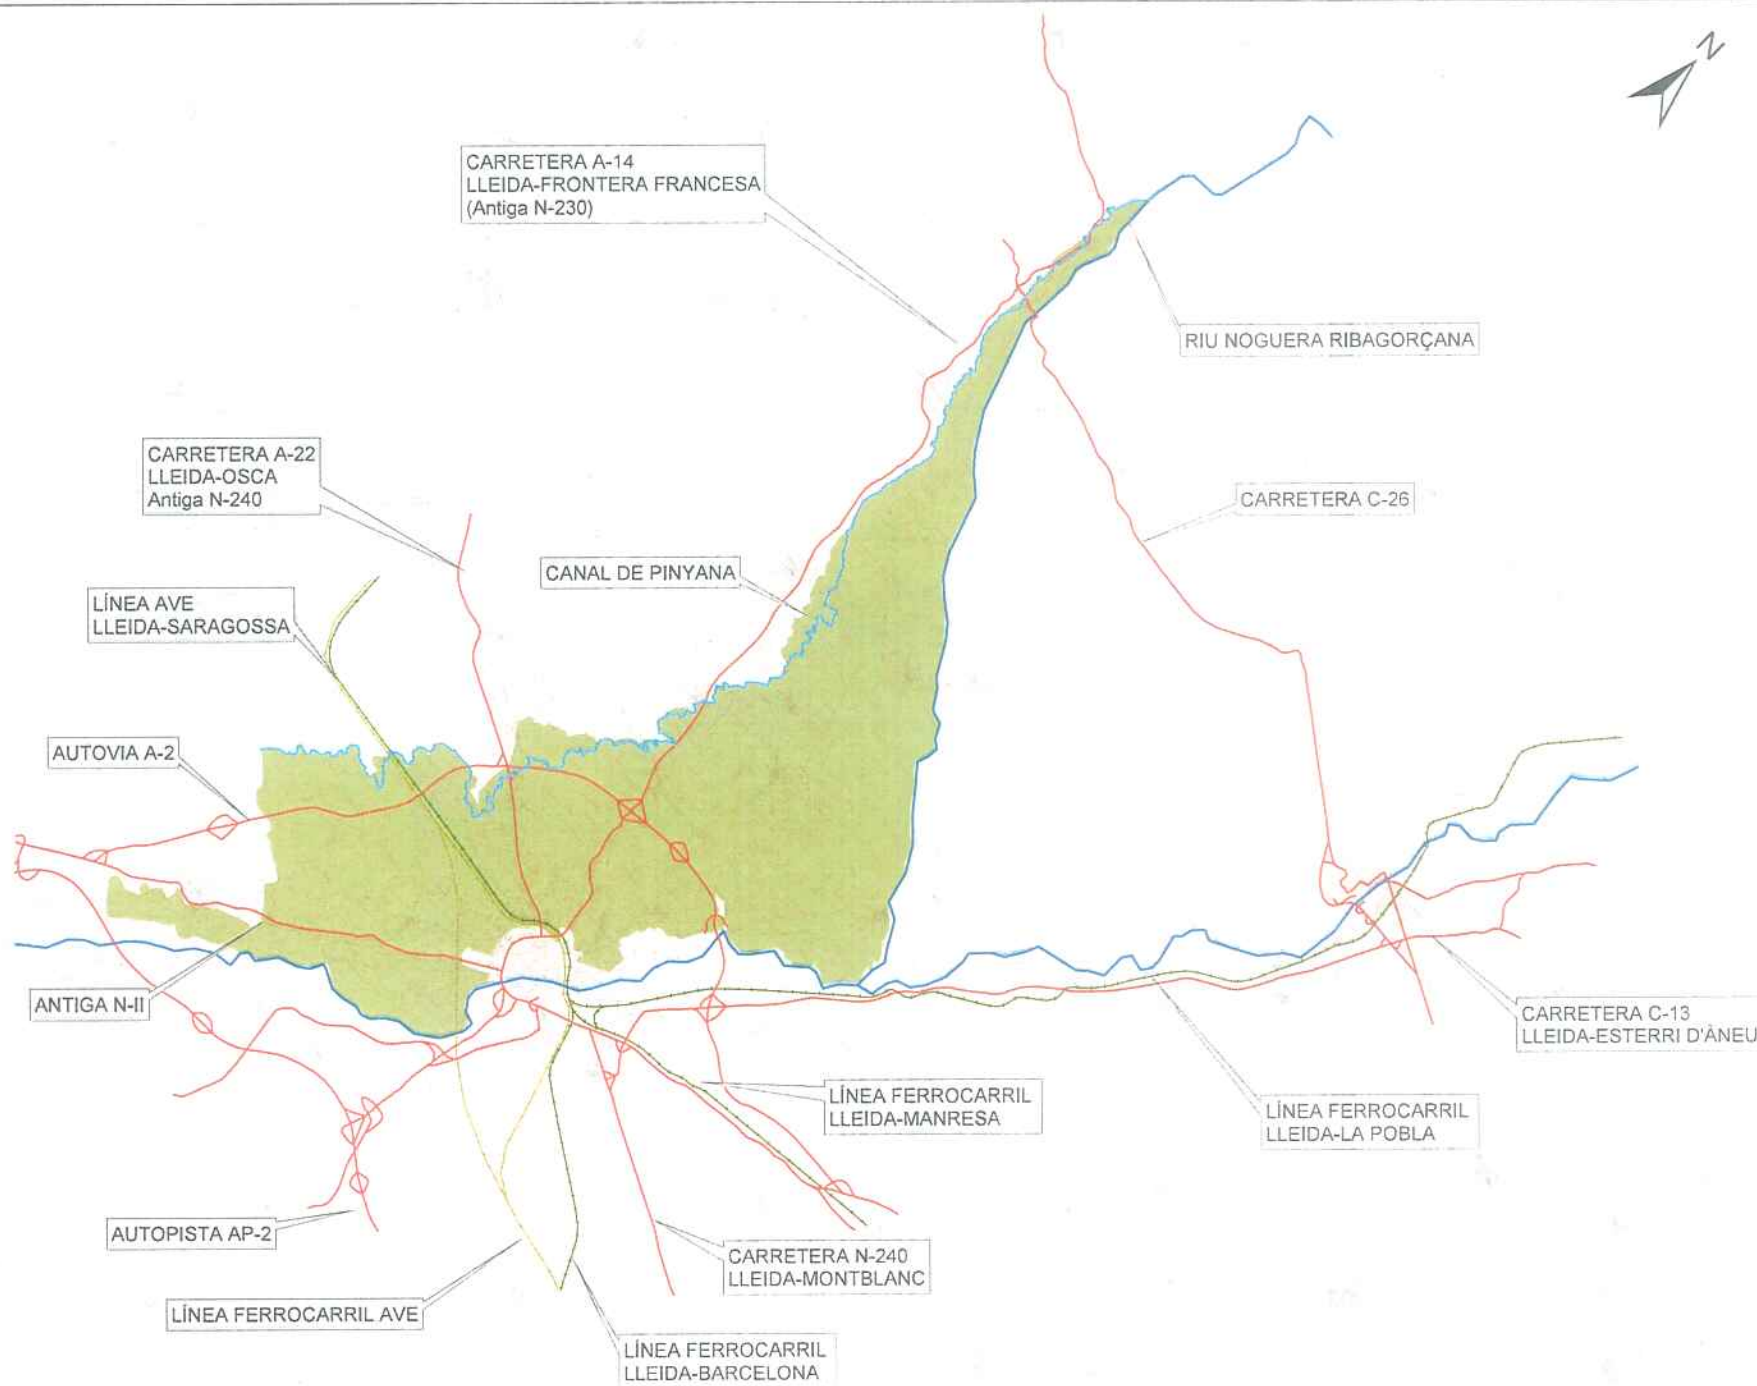 N
CARRETERA A-14
LLEIDA-FRONTERA FRANCESA
(Antiga N-230)
RIU NOGUERA RIBAGORÇANA
CARRETERA A-22
LLEIDA-OSCA
Antiga N-240
CARRETERA C-26
CANAL DE PINYANA
LÍNEA AVE
LLEIDA-SARAGOSSA
AUTOVIA A-2
ANTIGA N-II
CARRETERA C-13
LLEIDA-ESTERRI D'ÀNEU
LÍNEA FERROCARRIL
LLEIDA-MANRESA
LÍNEA FERROCARRIL
LLEIDA-LA POBLA
AUTOPISTA AP-2
CARRETERA N-240
LLEIDA-MONTBLANC
LÍNEA FERROCARRIL AVE
LÍNEA FERROCARRIL
LLEIDA-BARCELONA